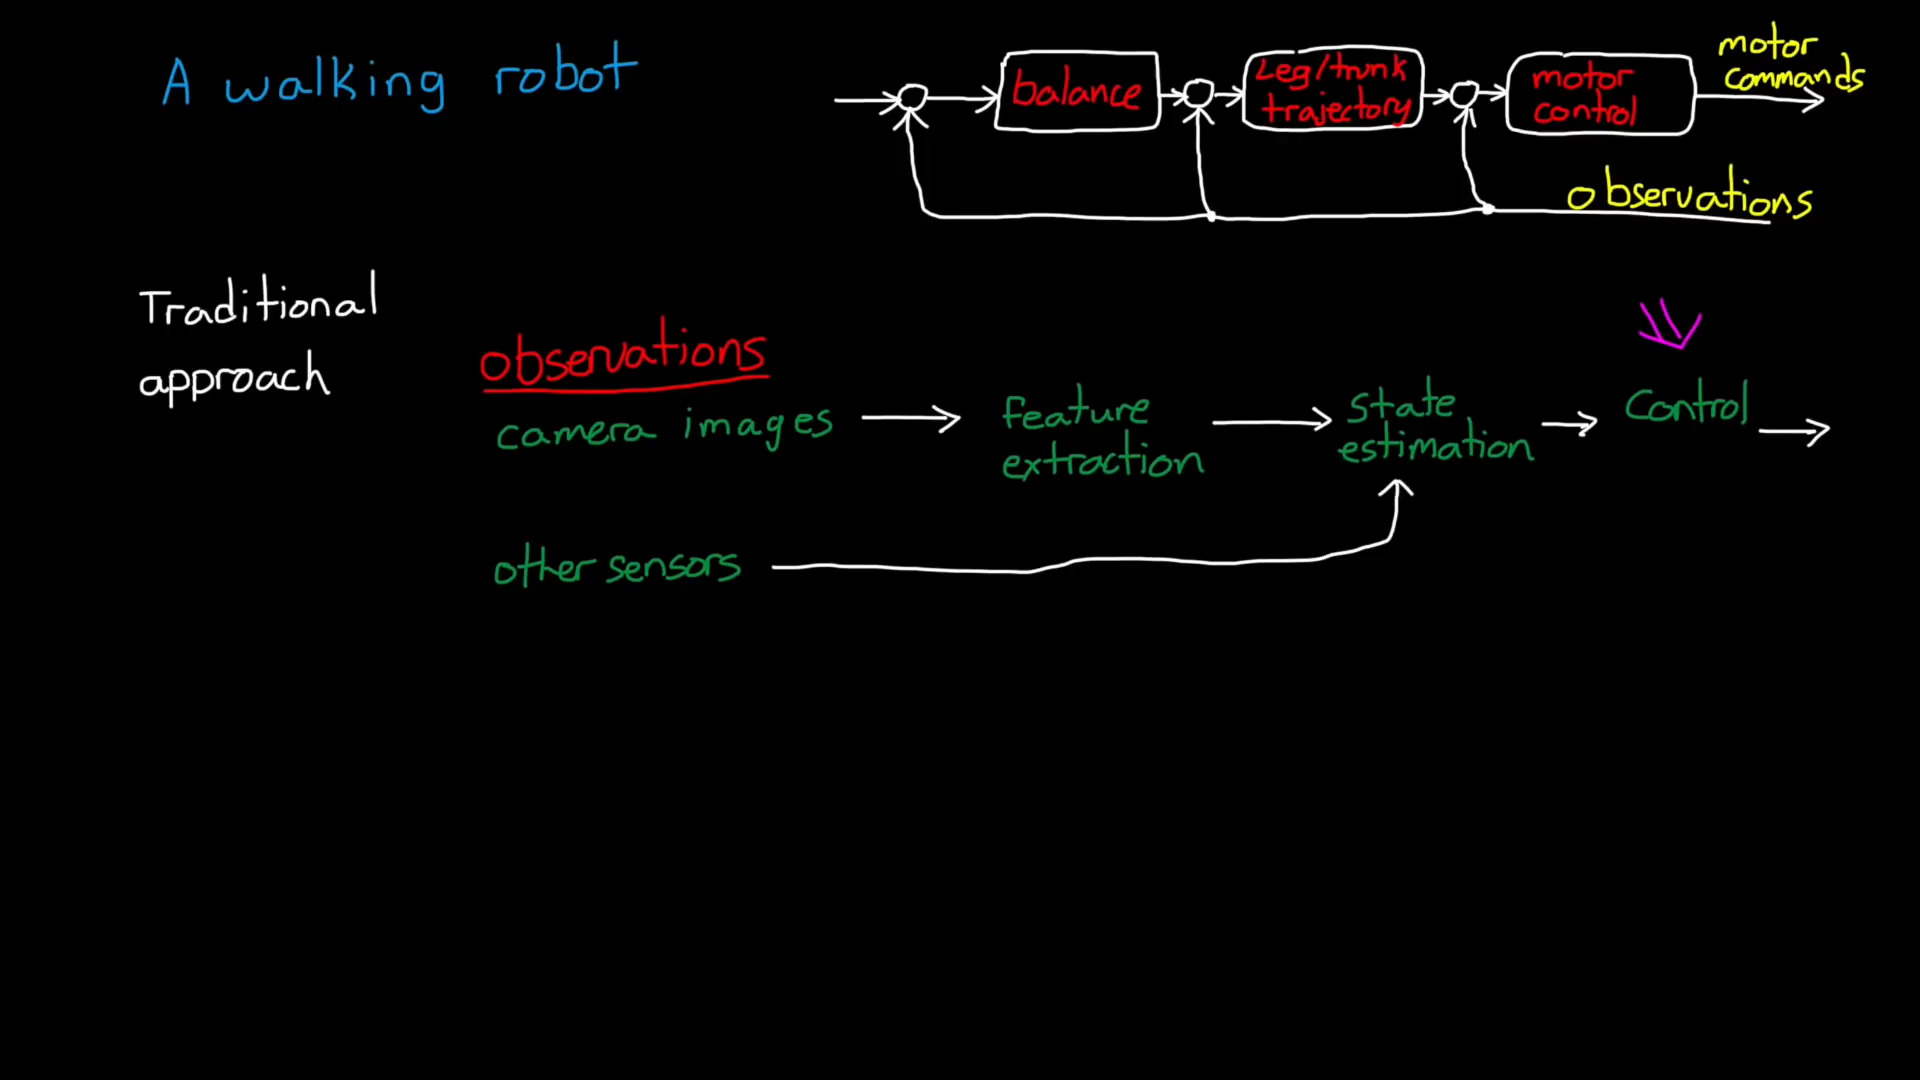 A walking robot
balance
Leg/trunk
trajectory
motor
control
motor
commands
observations
Traditional
approach
observations
camera images
feature
extraction
State
estimation
Control
other sensors